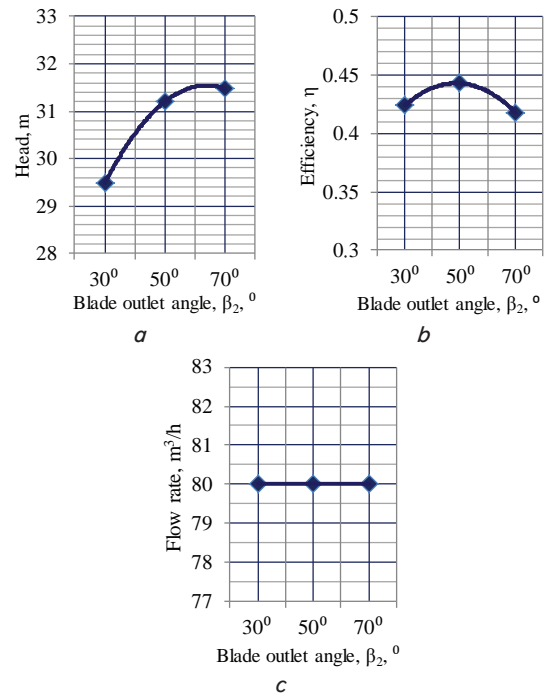 33
32
31
30
29
28
Head, m
30⁰ 50⁰ 70⁰
Blade outlet angle, β₂, ⁰
a
0.5
0.45
0.4
0.35
0.3
Efficiency, η
30⁰ 50⁰ 70⁰
Blade outlet angle, β₂, ⁰
b
83
82
81
80
79
78
77
Flow rate, m³/h
30⁰ 50⁰ 70⁰
Blade outlet angle, β₂, ⁰
c